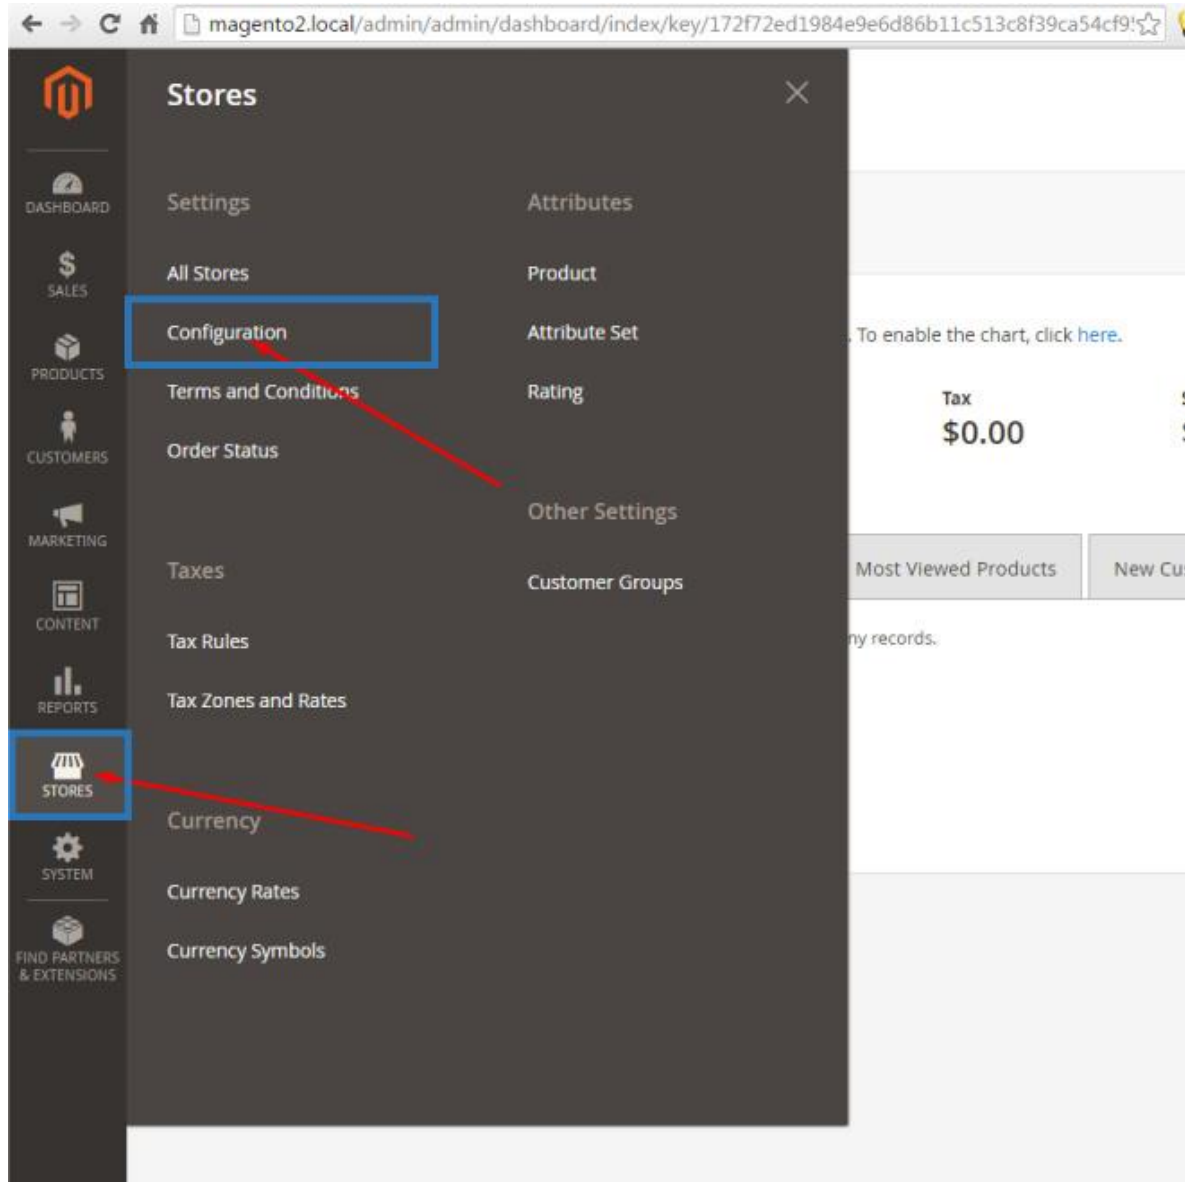 magento2.local/admin/admin/dashboard/index/key/172f72ed1984e9e6d86b11c513c8f39ca54cf9
Stores
DASHBOARD
SALES
PRODUCTS
CUSTOMERS
MARKETING
CONTENT
REPORTS
STORES
SYSTEM
FIND PARTNERS
& EXTENSIONS
Settings
All Stores
Configuration
Terms and Conditions
Order Status
Taxes
Tax Rules
Tax Zones and Rates
Currency
Currency Rates
Currency Symbols
Attributes
Product
Attribute Set
Rating
Other Settings
Customer Groups
. To enable the chart, click here.
Tax
$0.00
Most Viewed Products
New Cus
ny records.